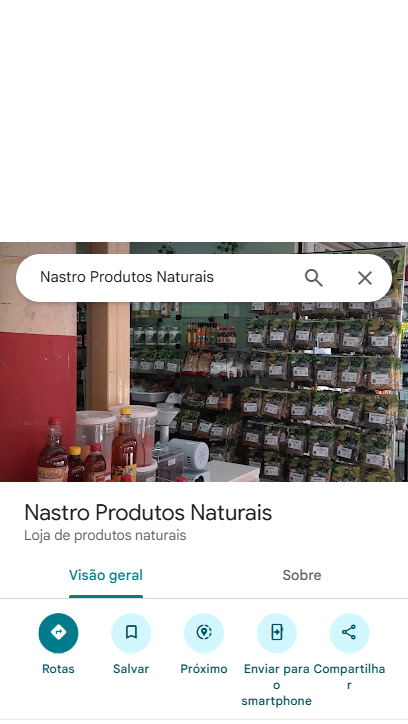 Nastro Produtos Naturais
Nastro Produtos Naturais
Loja de produtos naturais
Visão geral
Sobre
Rotas
Salvar
Próximo
Enviar para
o
smartphone
Compartilha
r